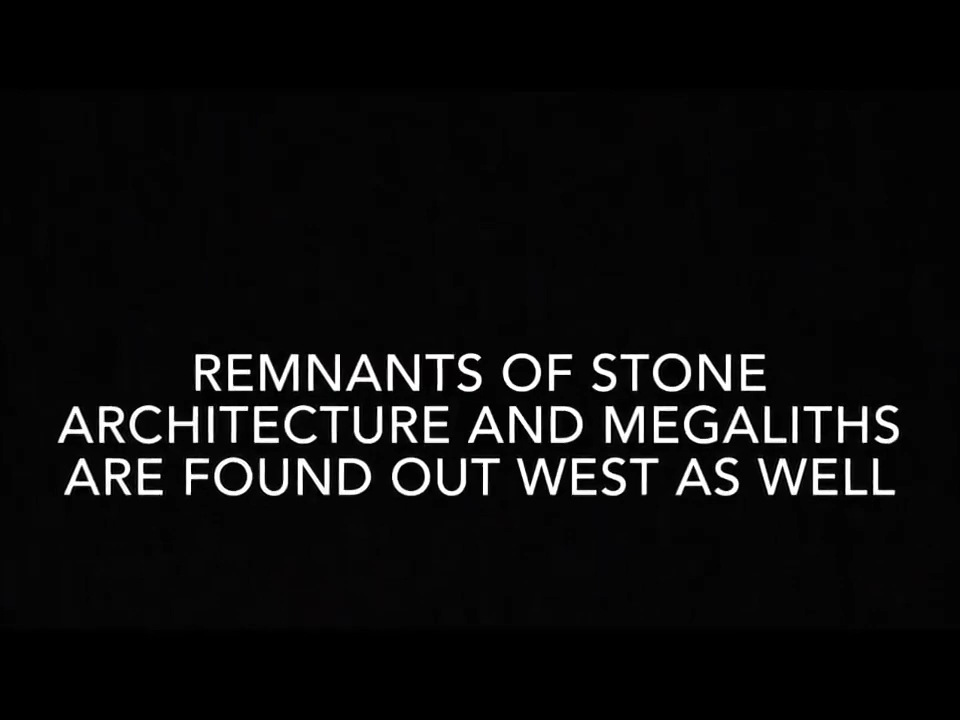 REMNANTS OF STONE
ARCHITECTURE AND MEGALITHS
ARE FOUND OUT WEST AS WELL